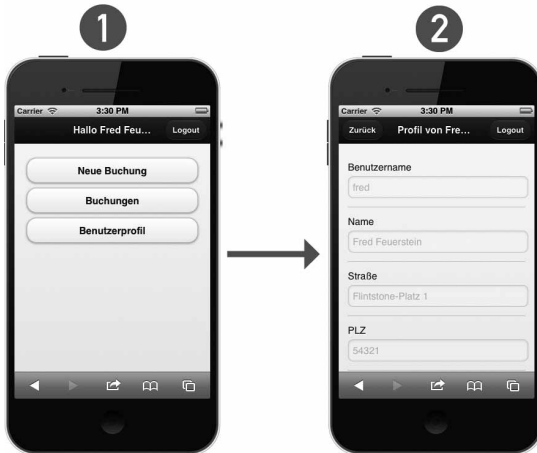 1
Carrier 3:30 PM
Hallo Fred Feu... Logout
Neue Buchung
Buchungen
Benutzerprofil
2
Carrier 3:30 PM
Zurück Profil von Fre... Logout
Benutzername
fred
Name
Fred Feuerstein
Straße
Flintstone-Platz 1
PLZ
54321